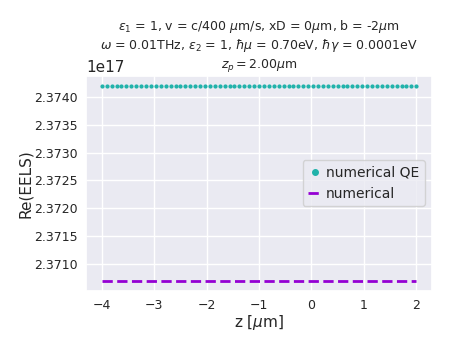 ε₁ = 1, v = c/400 μm/s, xD = 0μm, b = -2μm
ω = 0.01THz, ε₂ = 1, ħμ = 0.70eV, ħγ = 0.0001eV
z_p = 2.00μm
1e17
2.3740
2.3735
2.3730
2.3725
2.3720
2.3715
2.3710
Re(EELS)
numerical QE
numerical
−4 −3 −2 −1 0 1 2
z [μm]